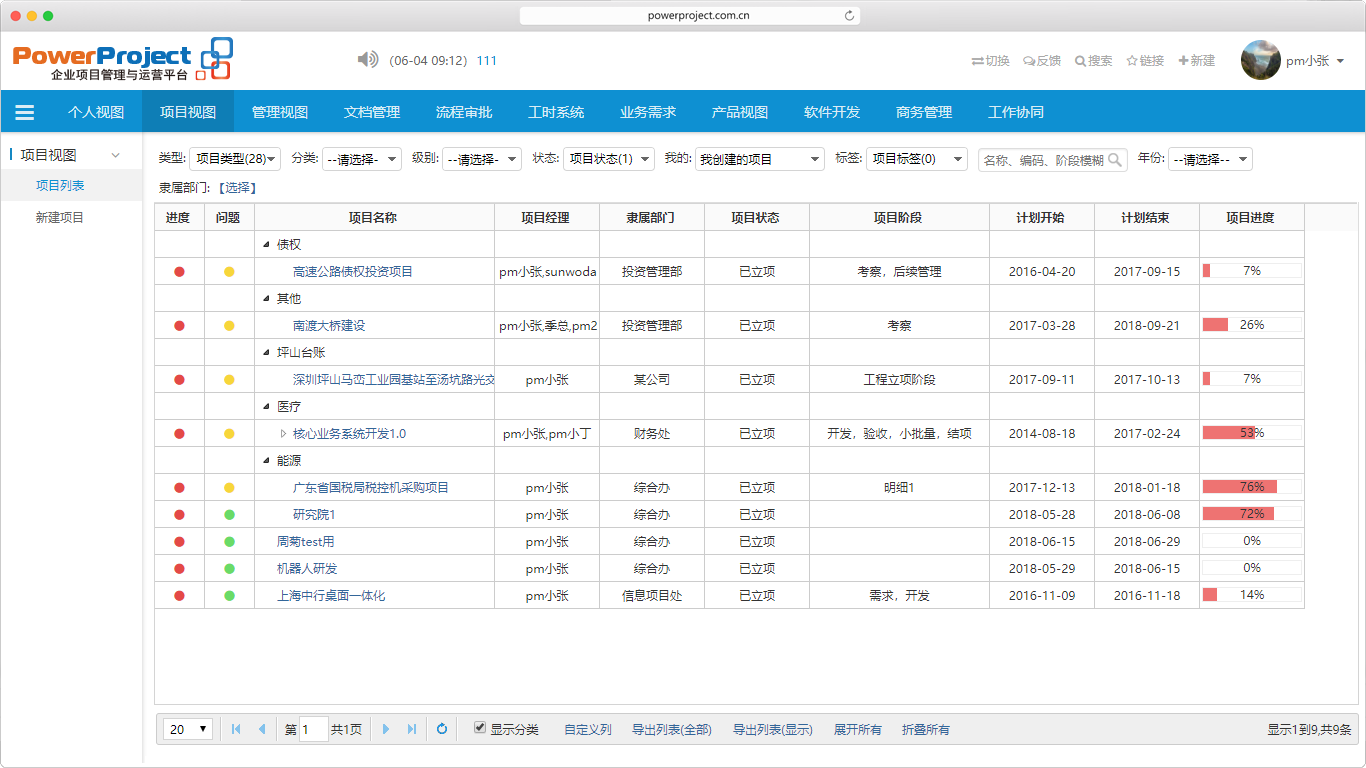 powerproject.com.cn
PowerProject
企业项目管理与运营平台
(06-04 09:12) 111
切换 反馈 搜索 链接 新建 pm小张
个人视图 项目视图 管理视图 文档管理 流程审批 工时系统 业务需求 产品视图 软件开发 商务管理 工作协同
项目视图
项目列表
新建项目
类型: 项目类型(28) 分类: --请选择- 级别: --请选择- 状态: 项目状态(1) 我的: 我创建的项目 标签: 项目标签(0) 名称、编码、阶段模糊 年份: --请选择--
隶属部门: 【选择】
进度 问题 项目名称 项目经理 隶属部门 项目状态 项目阶段 计划开始 计划结束 项目进度
债权
高速公路债权投资项目 pm小张,sunwoda 投资管理部 已立项 考察，后续管理 2016-04-20 2017-09-15 7%
其他
南渡大桥建设 pm小张,季总,pm2 投资管理部 已立项 考察 2017-03-28 2018-09-21 26%
坪山台账
深圳坪山马峦工业园基站至汤坑路光交 pm小张 某公司 已立项 工程立项阶段 2017-09-11 2017-10-13 7%
医疗
核心业务系统开发1.0 pm小张,pm小丁 财务处 已立项 开发，验收，小批量，结项 2014-08-18 2017-02-24 53%
能源
广东省国税局税控机采购项目 pm小张 综合办 已立项 明细1 2017-12-13 2018-01-18 76%
研究院1 pm小张 综合办 已立项 2018-05-28 2018-06-08 72%
周菊test用 pm小张 综合办 已立项 2018-06-15 2018-06-29 0%
机器人研发 pm小张 综合办 已立项 2018-05-29 2018-06-15 0%
上海中行桌面一体化 pm小张 信息项目处 已立项 需求，开发 2016-11-09 2016-11-18 14%
20 第 1 共1页 显示分类 自定义列 导出列表(全部) 导出列表(显示) 展开所有 折叠所有 显示1到9,共9条